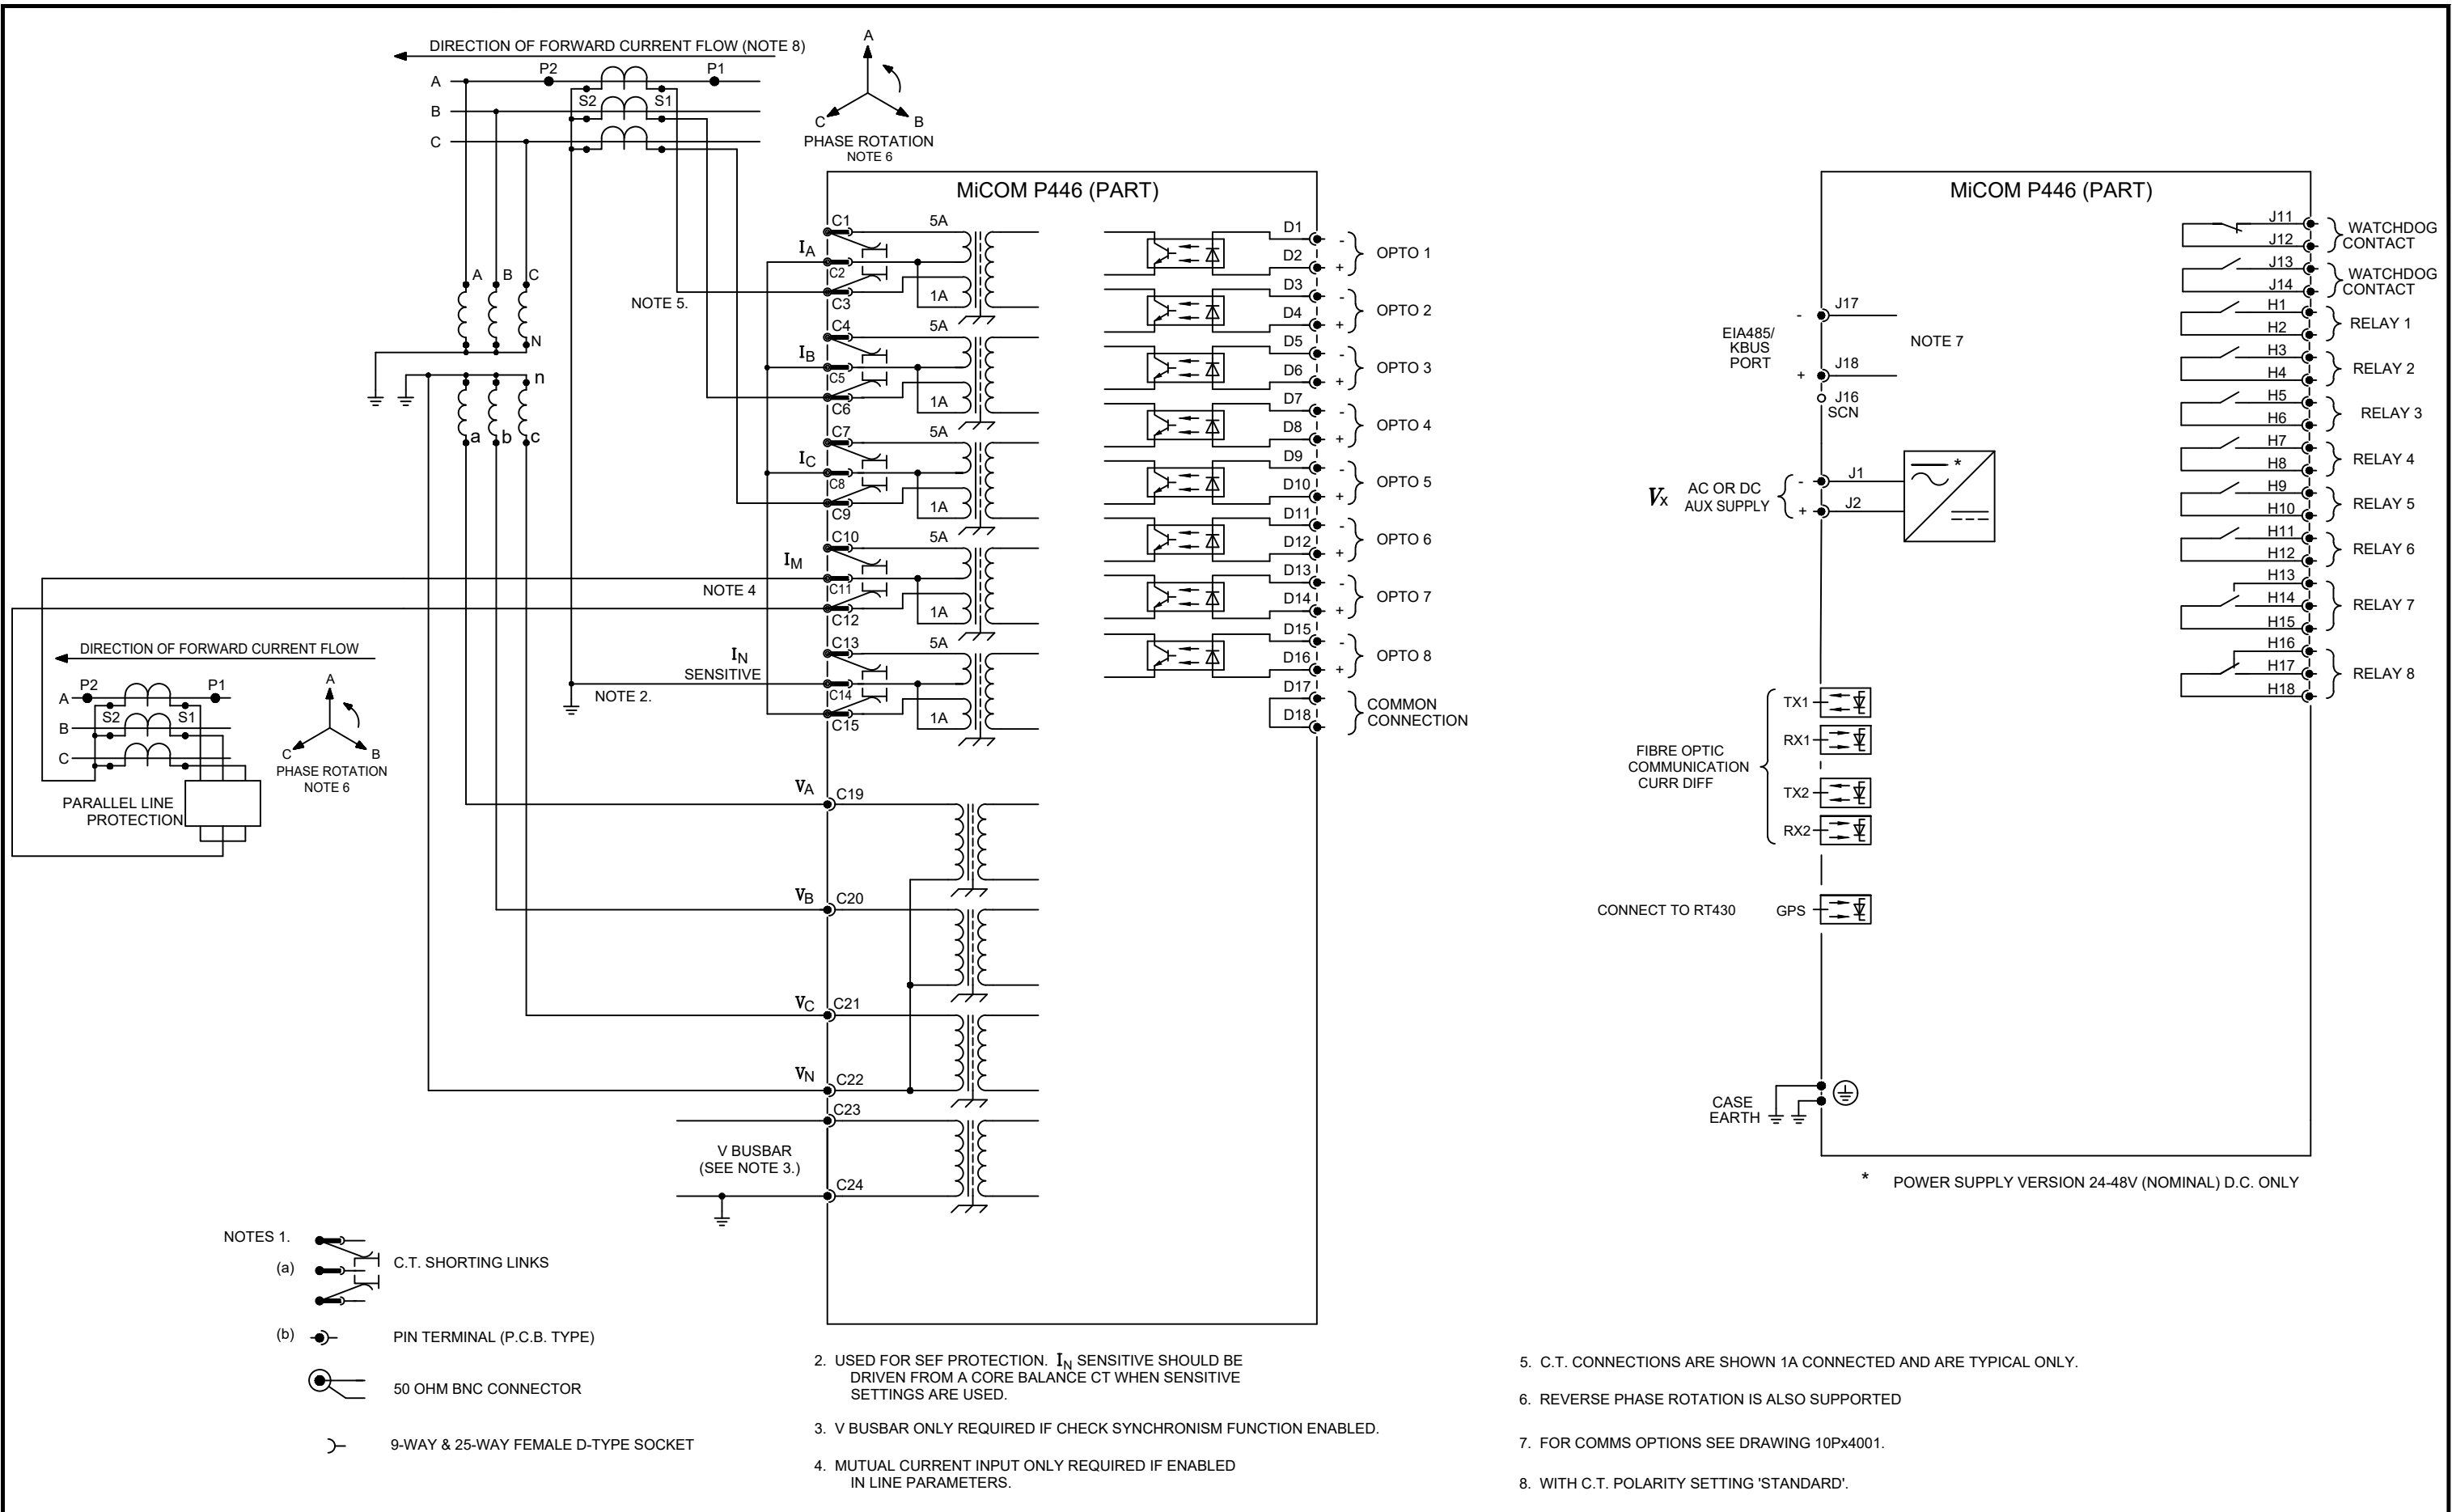 DIRECTION OF FORWARD CURRENT FLOW (NOTE 8)
A P2 P1
S2 S1
B
C
A
C B
PHASE ROTATION
NOTE 6
A B C
N
n
a b c
NOTE 5.
NOTE 4
NOTE 2.
DIRECTION OF FORWARD CURRENT FLOW
A P2 P1
S2 S1
B
C
A
C B
PHASE ROTATION
NOTE 6
PARALLEL LINE
PROTECTION
MiCOM P446 (PART)
C1 5A
IA
C2
1A
C3
C4 5A
IB
C5
1A
C6
C7 5A
IC
C8
1A
C9
C10 5A
IM
C11
1A
C12
C13 5A
IN
SENSITIVE
C14
1A
C15
VA C19
VB C20
VC C21
VN C22
C23
V BUSBAR
(SEE NOTE 3.)
C24
D1 -
D2 +
OPTO 1
D3 -
D4 +
OPTO 2
D5 -
D6 +
OPTO 3
D7 -
D8 +
OPTO 4
D9 -
D10 +
OPTO 5
D11 -
D12 +
OPTO 6
D13 -
D14 +
OPTO 7
D15 -
D16 +
OPTO 8
D17
D18
COMMON
CONNECTION
MiCOM P446 (PART)
- J17
EIA485/
KBUS
PORT
NOTE 7
+ J18
J16
SCN
Vx
AC OR DC
AUX SUPPLY
- J1
+ J2
*
TX1
RX1
FIBRE OPTIC
COMMUNICATION
CURR DIFF
TX2
RX2
CONNECT TO RT430 GPS
CASE
EARTH
J11
J12
WATCHDOG
CONTACT
J13
J14
WATCHDOG
CONTACT
H1
H2
RELAY 1
H3
H4
RELAY 2
H5
H6
RELAY 3
H7
H8
RELAY 4
H9
H10
RELAY 5
H11
H12
RELAY 6
H13
H14
H15
RELAY 7
H16
H17
H18
RELAY 8
* POWER SUPPLY VERSION 24-48V (NOMINAL) D.C. ONLY
NOTES 1.
(a) C.T. SHORTING LINKS
(b) PIN TERMINAL (P.C.B. TYPE)
50 OHM BNC CONNECTOR
9-WAY & 25-WAY FEMALE D-TYPE SOCKET
2. USED FOR SEF PROTECTION. IN SENSITIVE SHOULD BE
DRIVEN FROM A CORE BALANCE CT WHEN SENSITIVE
SETTINGS ARE USED.
3. V BUSBAR ONLY REQUIRED IF CHECK SYNCHRONISM FUNCTION ENABLED.
4. MUTUAL CURRENT INPUT ONLY REQUIRED IF ENABLED
IN LINE PARAMETERS.
5. C.T. CONNECTIONS ARE SHOWN 1A CONNECTED AND ARE TYPICAL ONLY.
6. REVERSE PHASE ROTATION IS ALSO SUPPORTED
7. FOR COMMS OPTIONS SEE DRAWING 10Px4001.
8. WITH C.T. POLARITY SETTING 'STANDARD'.